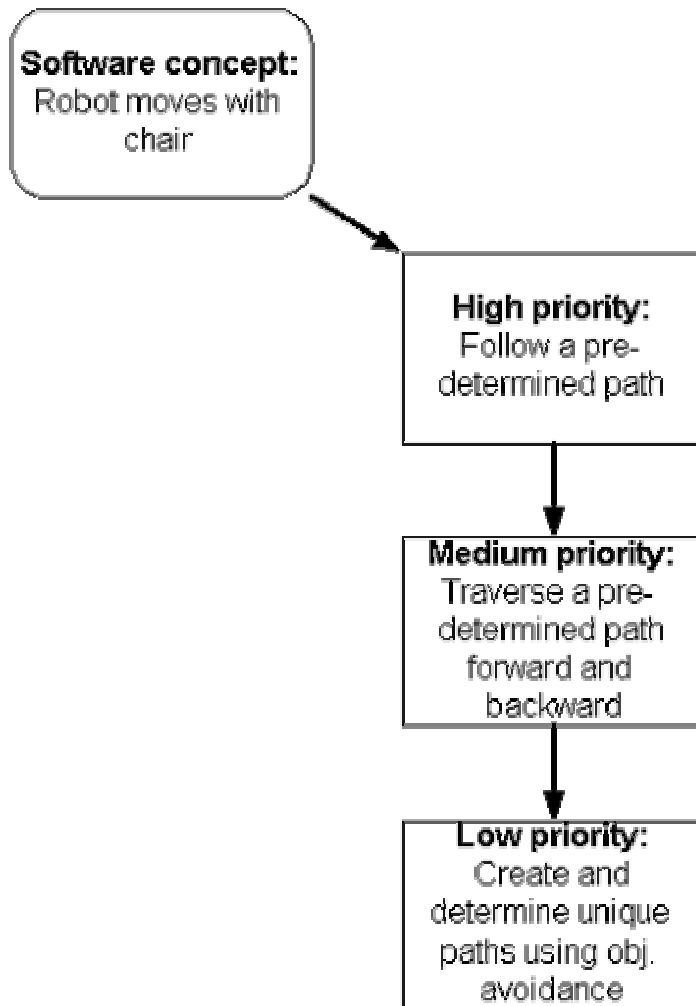 Software concept:
Robot moves with
chair
High priority:
Follow a pre-
determined path
Medium priority:
Traverse a pre-
determined path
forward and
backward
Low priority:
Create and
determine unique
paths using obj.
avoidance